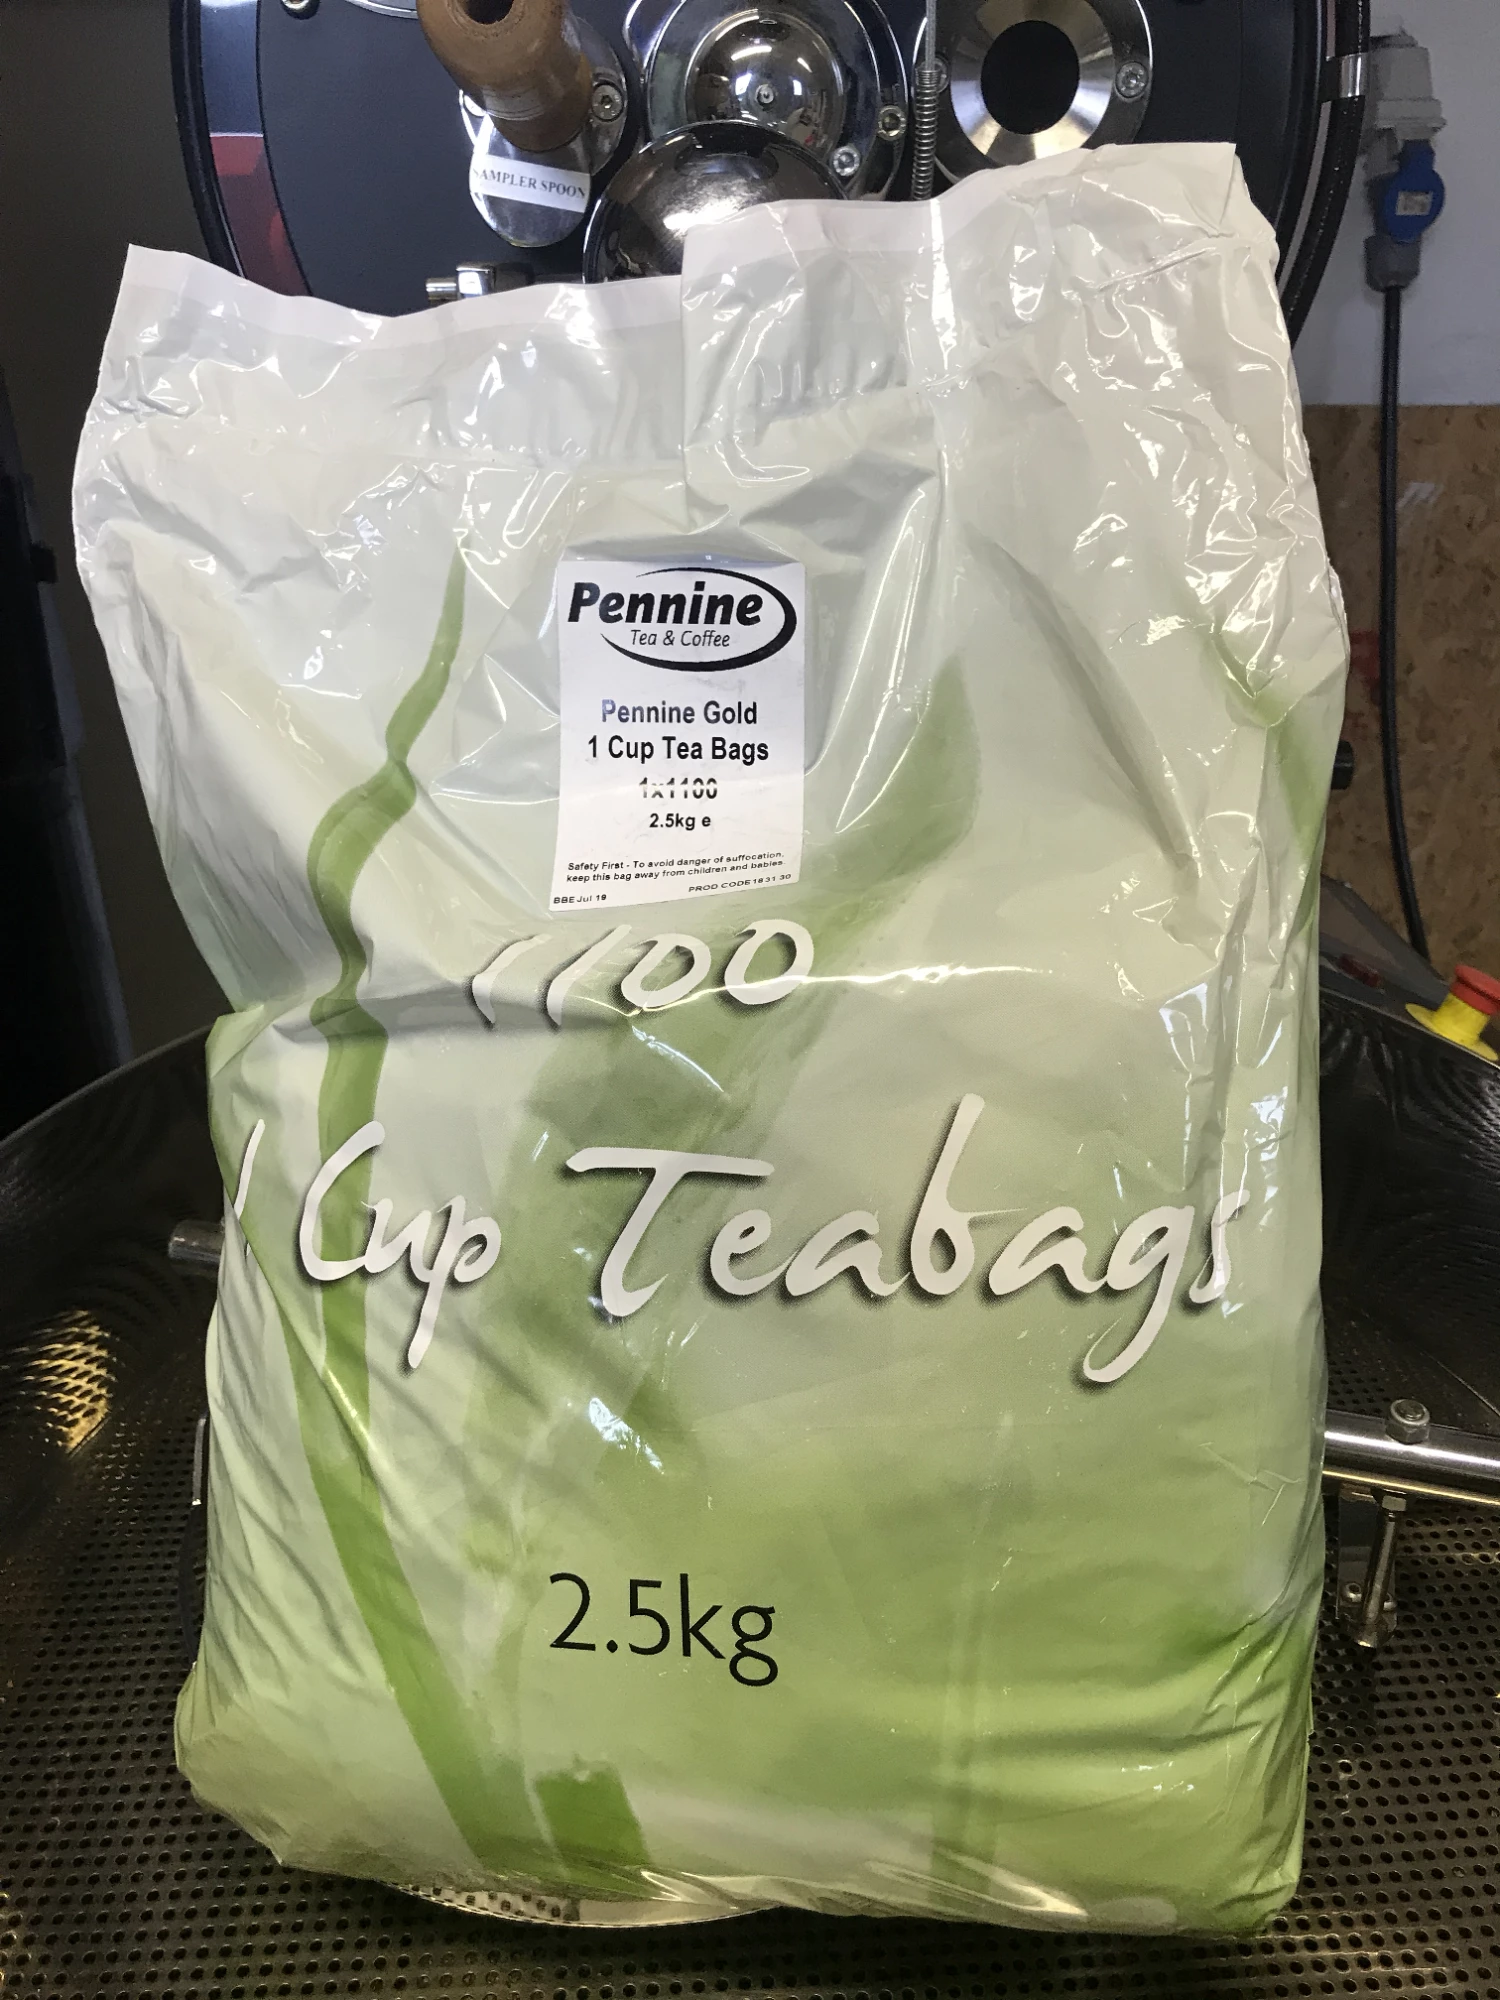 SAMPLER SPOON
Pennine
Tea & Coffee
Pennine Gold
1 Cup Tea Bags
1x1100
2.5kg e
Safety First - To avoid danger of suffocation,
keep this bag away from children and babies.
PROD CODE 18 31 30
BBE Jul 19
1100
1 Cup Teabags
2.5kg